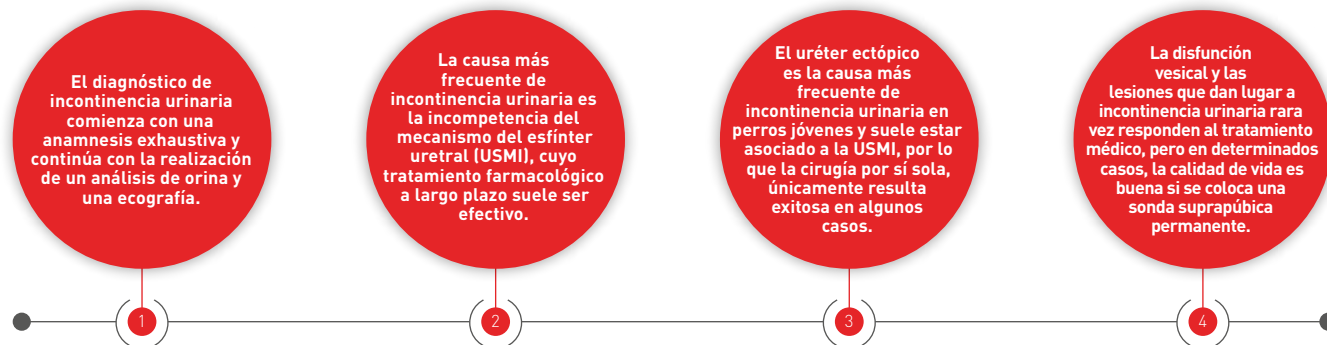 El diagnóstico de
incontinencia urinaria
comienza con una
anamnesis exhaustiva y
continúa con la realización
de un análisis de orina y
una ecografía.
1
La causa más
frecuente de
incontinencia urinaria es
la incompetencia del
mecanismo del esfínter
uretral (USMI), cuyo
tratamiento farmacológico
a largo plazo suele ser
efectivo.
2
El uréter ectópico
es la causa más
frecuente de
incontinencia urinaria en
perros jóvenes y suele estar
asociado a la USMI, por lo
que la cirugía por sí sola,
únicamente resulta
exitosa en algunos
casos.
3
La disfunción
vesical y las
lesiones que dan lugar a
incontinencia urinaria rara
vez responden al tratamiento
médico, pero en determinados
casos, la calidad de vida es
buena si se coloca una
sonda suprapúbica
permanente.
4